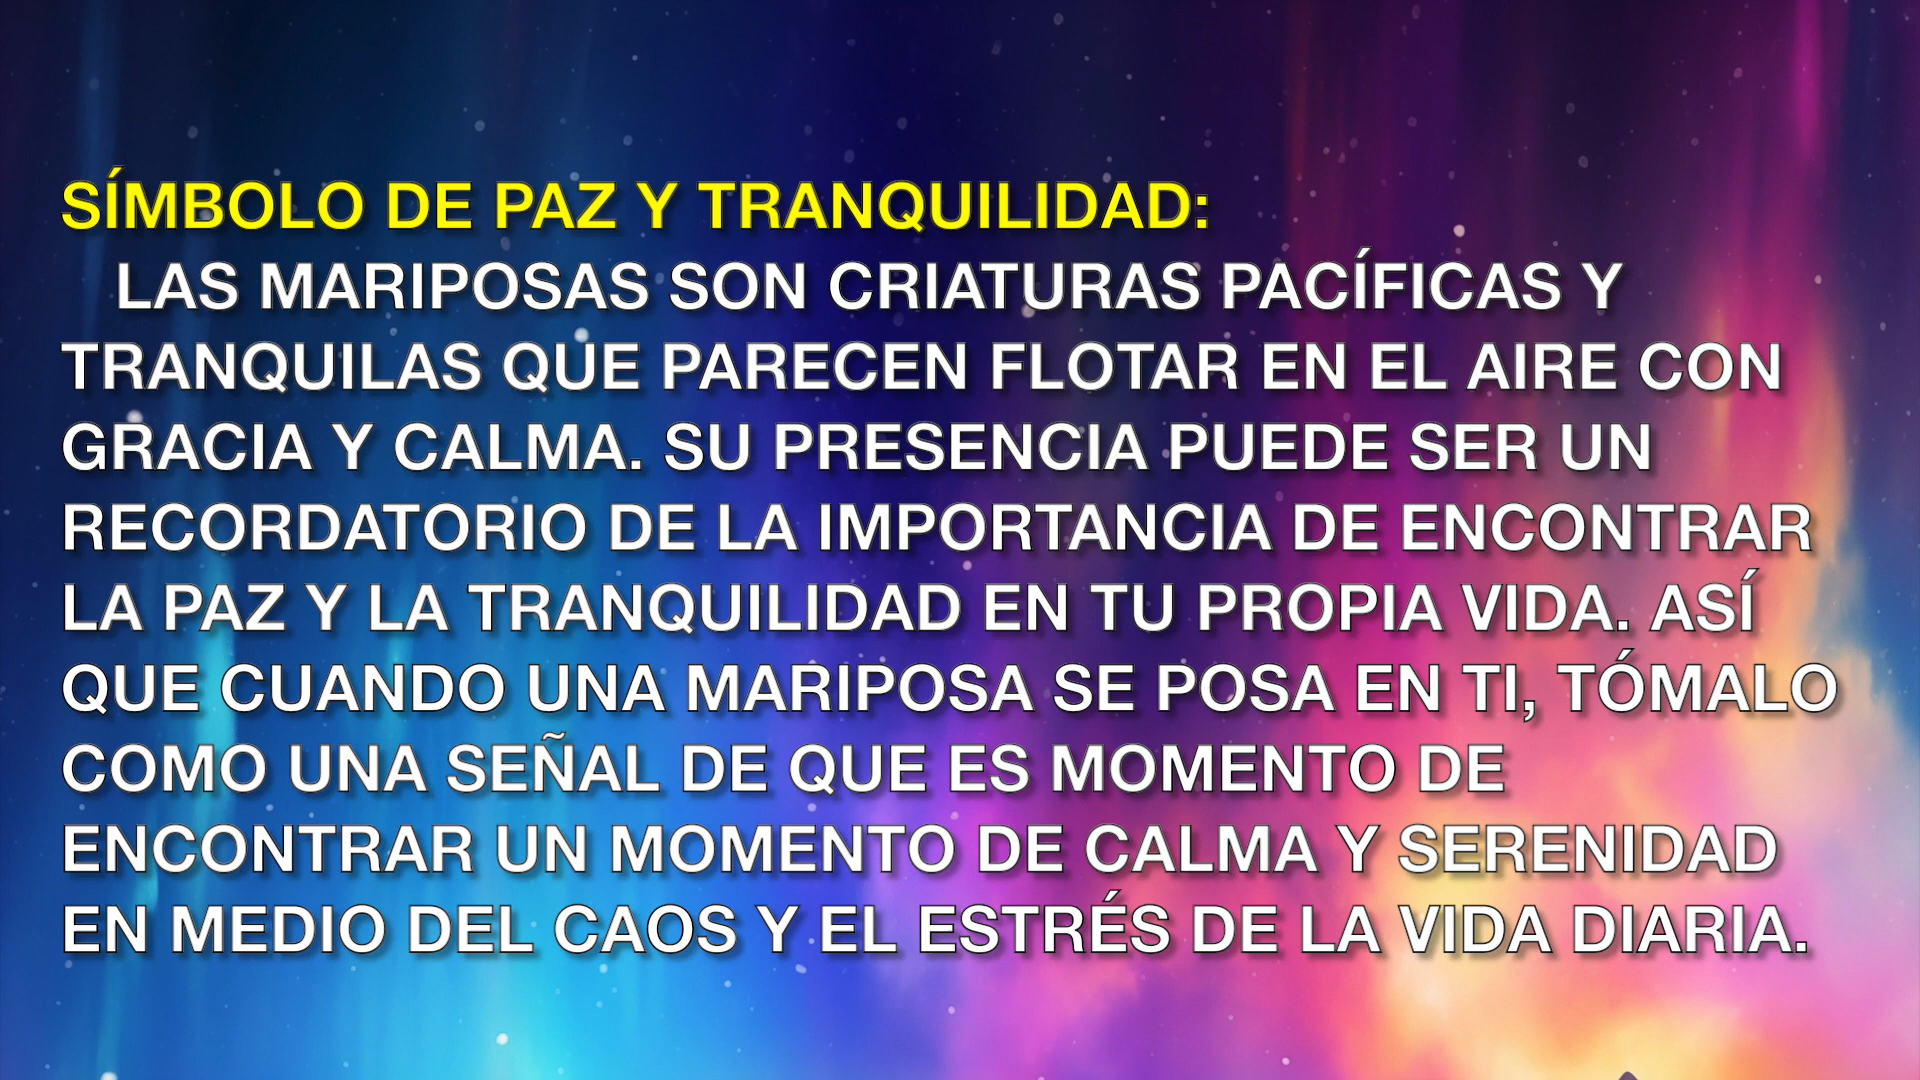 SÍMBOLO DE PAZ Y TRANQUILIDAD:
LAS MARIPOSAS SON CRIATURAS PACÍFICAS Y
TRANQUILAS QUE PARECEN FLOTAR EN EL AIRE CON
GRACIA Y CALMA. SU PRESENCIA PUEDE SER UN
RECORDATORIO DE LA IMPORTANCIA DE ENCONTRAR
LA PAZ Y LA TRANQUILIDAD EN TU PROPIA VIDA. ASÍ
QUE CUANDO UNA MARIPOSA SE POSA EN TI, TÓMALO
COMO UNA SEÑAL DE QUE ES MOMENTO DE
ENCONTRAR UN MOMENTO DE CALMA Y SERENIDAD
EN MEDIO DEL CAOS Y EL ESTRÉS DE LA VIDA DIARIA.